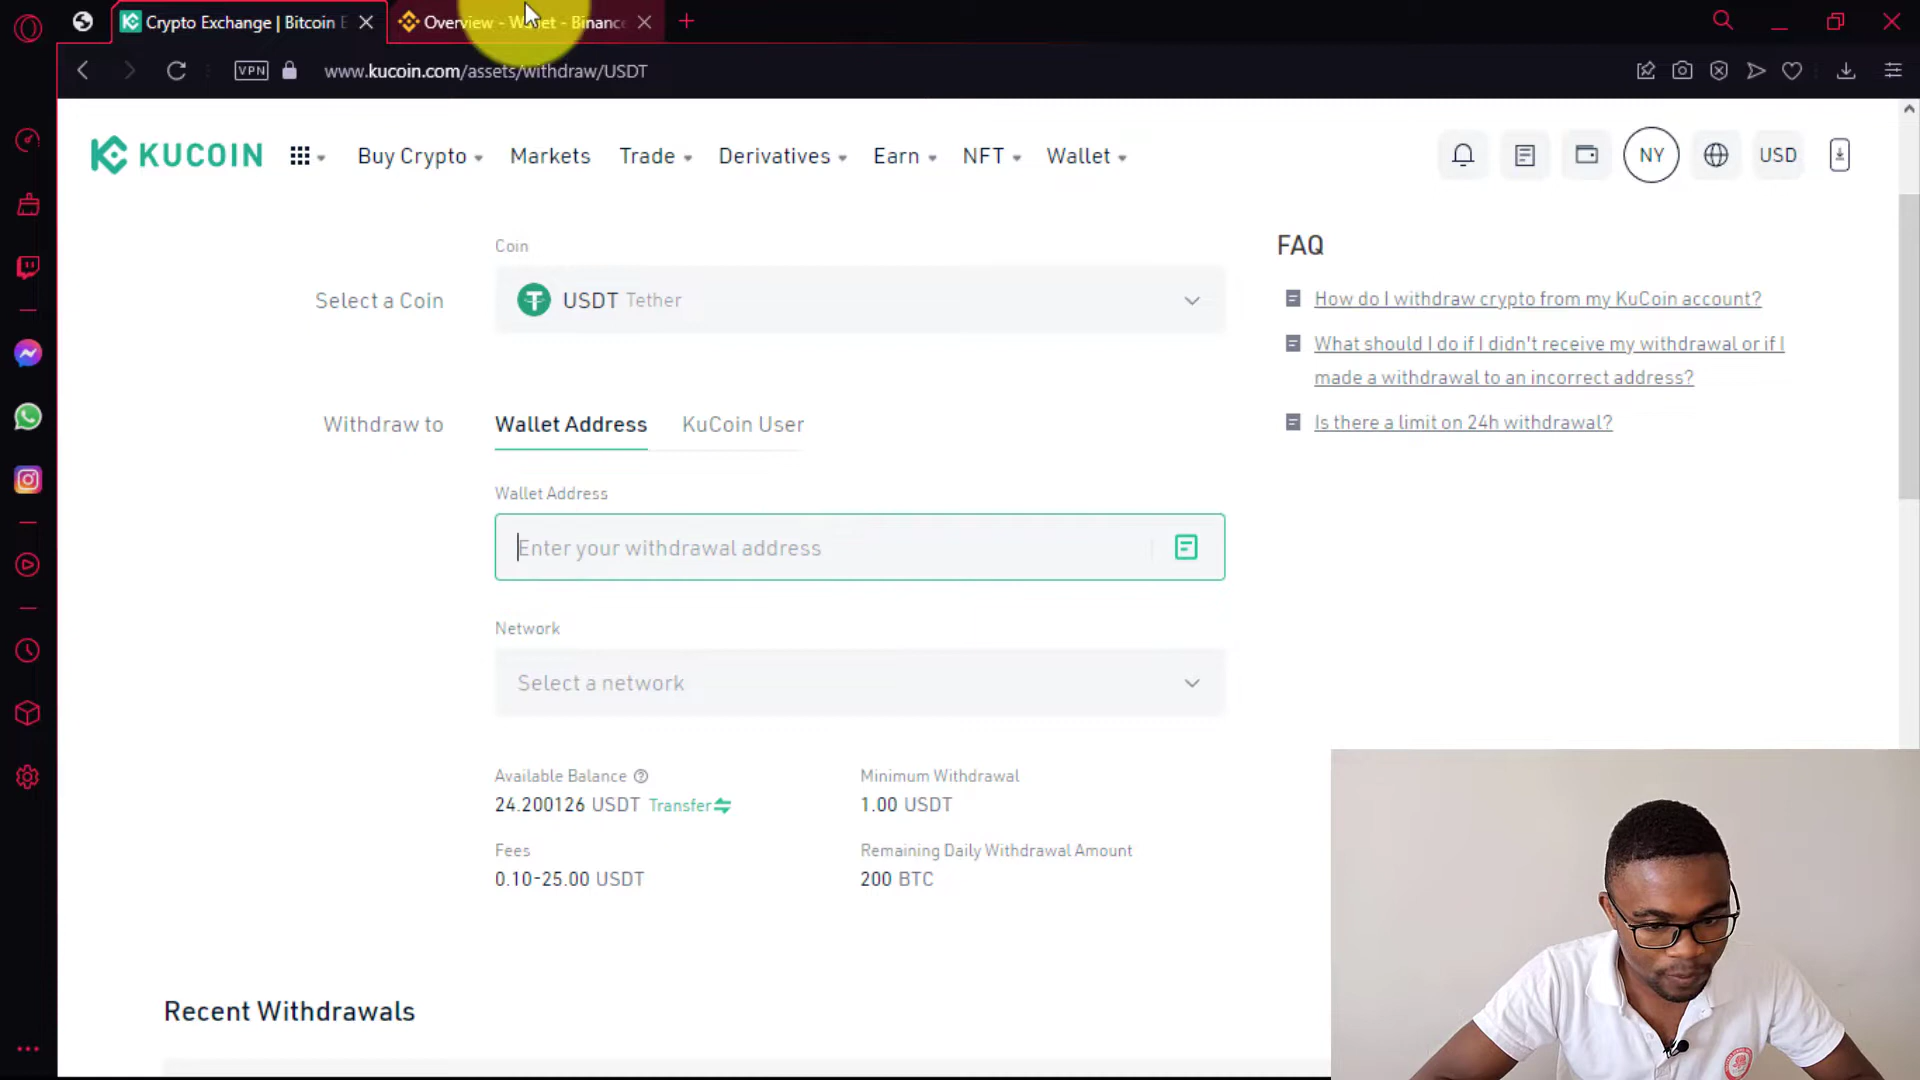 Crypto Exchange | Bitcoin E
Overview - Wallet - Binanc
VPN
www.kucoin.com/assets/withdraw/USDT
KUCOIN
Buy Crypto
Markets
Trade
Derivatives
Earn
NFT
Wallet
NY
USD
Coin
Select a Coin
USDT Tether
Withdraw to
Wallet Address
KuCoin User
Wallet Address
Enter your withdrawal address
Network
Select a network
Available Balance
24.200126 USDT Transfer
Minimum Withdrawal
1.00 USDT
Fees
0.10-25.00 USDT
Remaining Daily Withdrawal Amount
200 BTC
Recent Withdrawals
FAQ
How do I withdraw crypto from my KuCoin account?
What should I do if I didn't receive my withdrawal or if I
made a withdrawal to an incorrect address?
Is there a limit on 24h withdrawal?